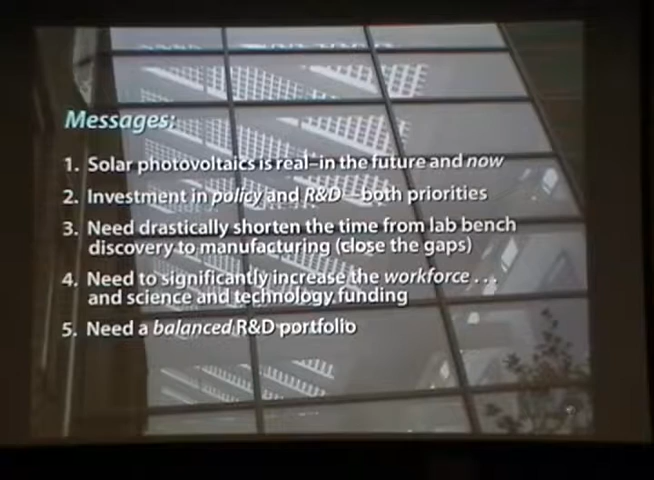 Messages:
1. Solar photovoltaics is real–in the future and now
2. Investment in policy and R&D—both priorities
3. Need drastically shorten the time from lab bench
discovery to manufacturing (close the gaps)
4. Need to significantly increase the workforce . . .
and science and technology funding
5. Need a balanced R&D portfolio